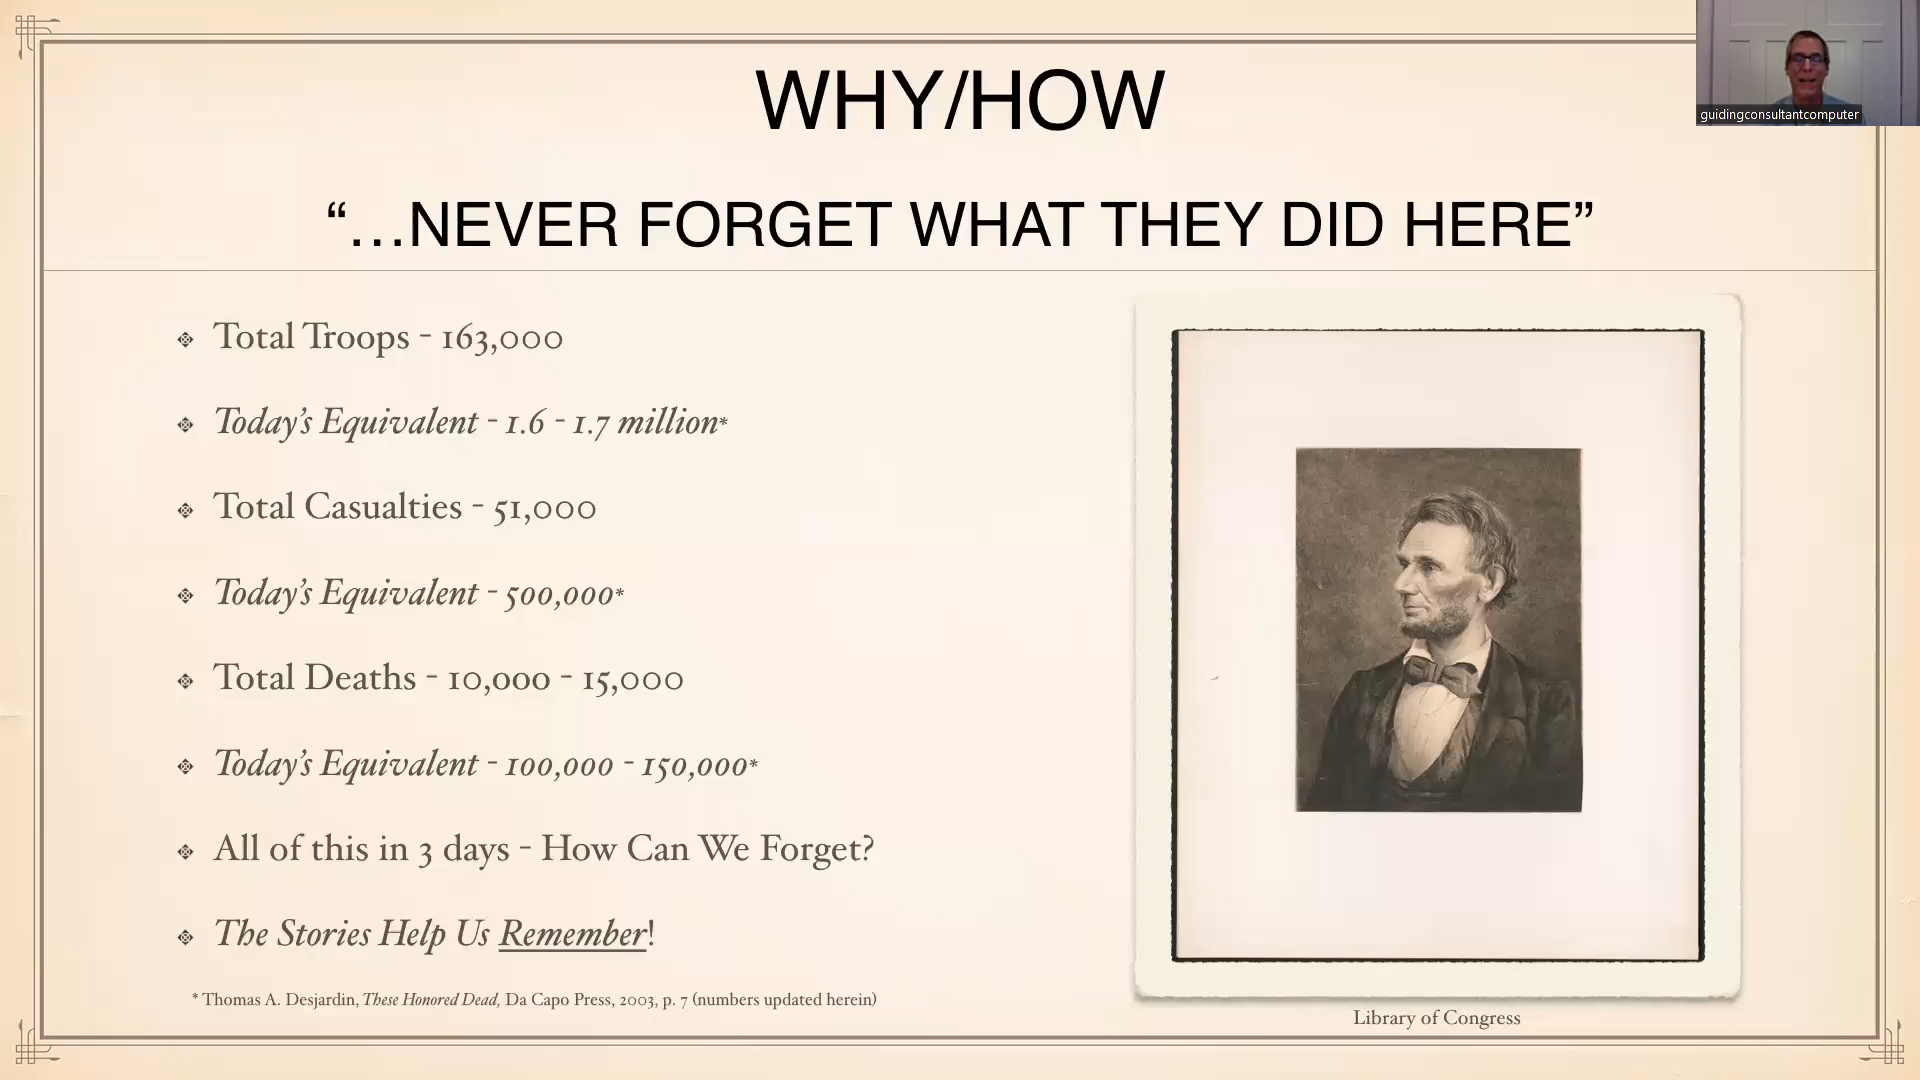 WHY/HOW
guidingconsultantcomputer
“…NEVER FORGET WHAT THEY DID HERE”
Total Troops - 163,000
Today’s Equivalent - 1.6 - 1.7 million*
Total Casualties - 51,000
Today’s Equivalent - 500,000*
Total Deaths - 10,000 - 15,000
Today’s Equivalent - 100,000 - 150,000*
All of this in 3 days - How Can We Forget?
The Stories Help Us Remember!
* Thomas A. Desjardin, These Honored Dead, Da Capo Press, 2003, p. 7 (numbers updated herein)
Library of Congress